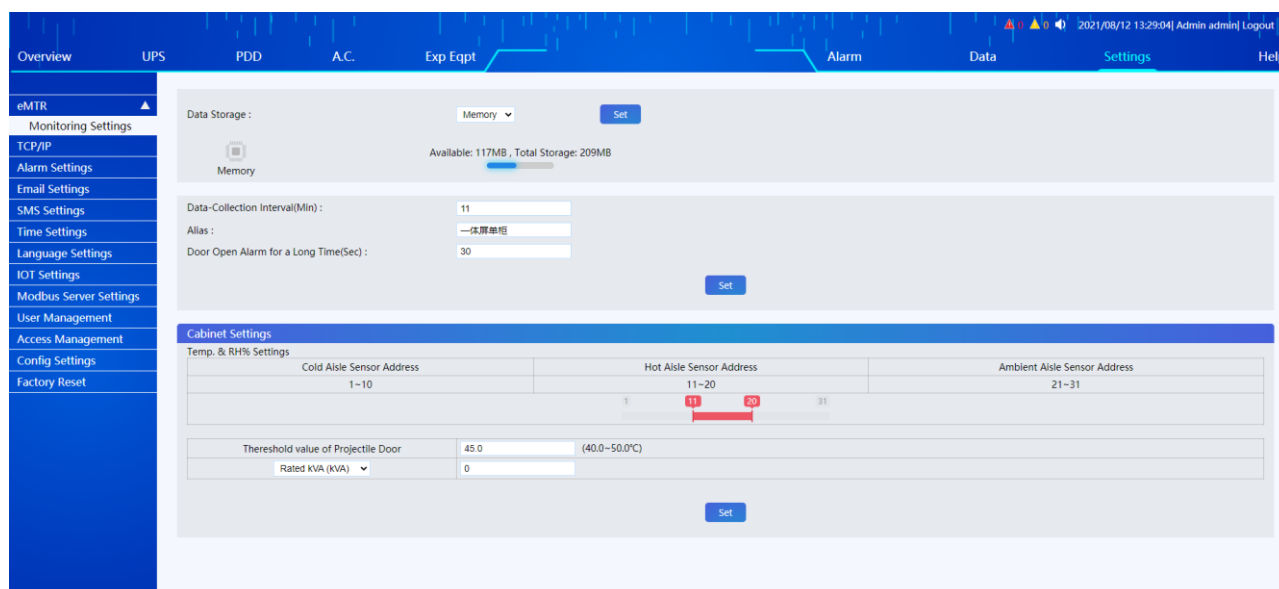 0 0 2021/08/12 13:29:04| Admin admin| Logout
Overview UPS PDD A.C. Exp Eqpt Alarm Data Settings Hel
eMTR
Monitoring Settings
TCP/IP
Alarm Settings
Email Settings
SMS Settings
Time Settings
Language Settings
IOT Settings
Modbus Server Settings
User Management
Access Management
Config Settings
Factory Reset
Data Storage : Memory Set
Memory Available: 117MB , Total Storage: 209MB
Data-Collection Interval(Min) : 11
Alias : 一体屏单柜
Door Open Alarm for a Long Time(Sec) : 30
Set
Cabinet Settings
Temp. & RH% Settings
Cold Aisle Sensor Address Hot Aisle Sensor Address Ambient Aisle Sensor Address
1~10 11~20 21~31
1 11 20 31
Thereshold value of Projectile Door 45.0 (40.0~50.0℃)
Rated kVA (kVA) 0
Set